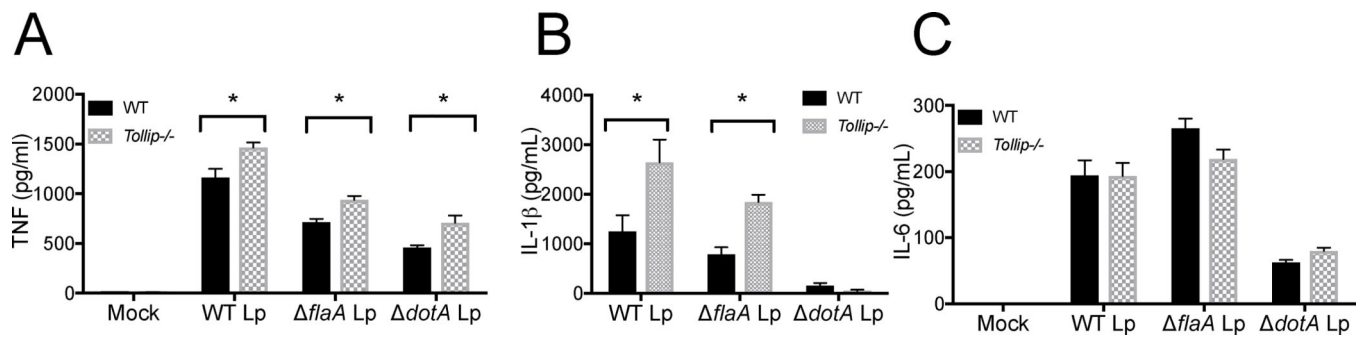 A
TNF (pg/ml)
2000
1500
1000
500
0
WT
Tollip-/-
*
*
*
Mock
WT Lp
ΔflaA Lp
ΔdotA Lp
B
IL-1β (pg/mL)
4000
3000
2000
1000
0
*
*
WT
Tollip-/-
WT Lp
ΔflaA Lp
ΔdotA Lp
C
IL-6 (pg/mL)
300
200
100
0
WT
Tollip-/-
Mock
WT Lp
ΔflaA Lp
ΔdotA Lp